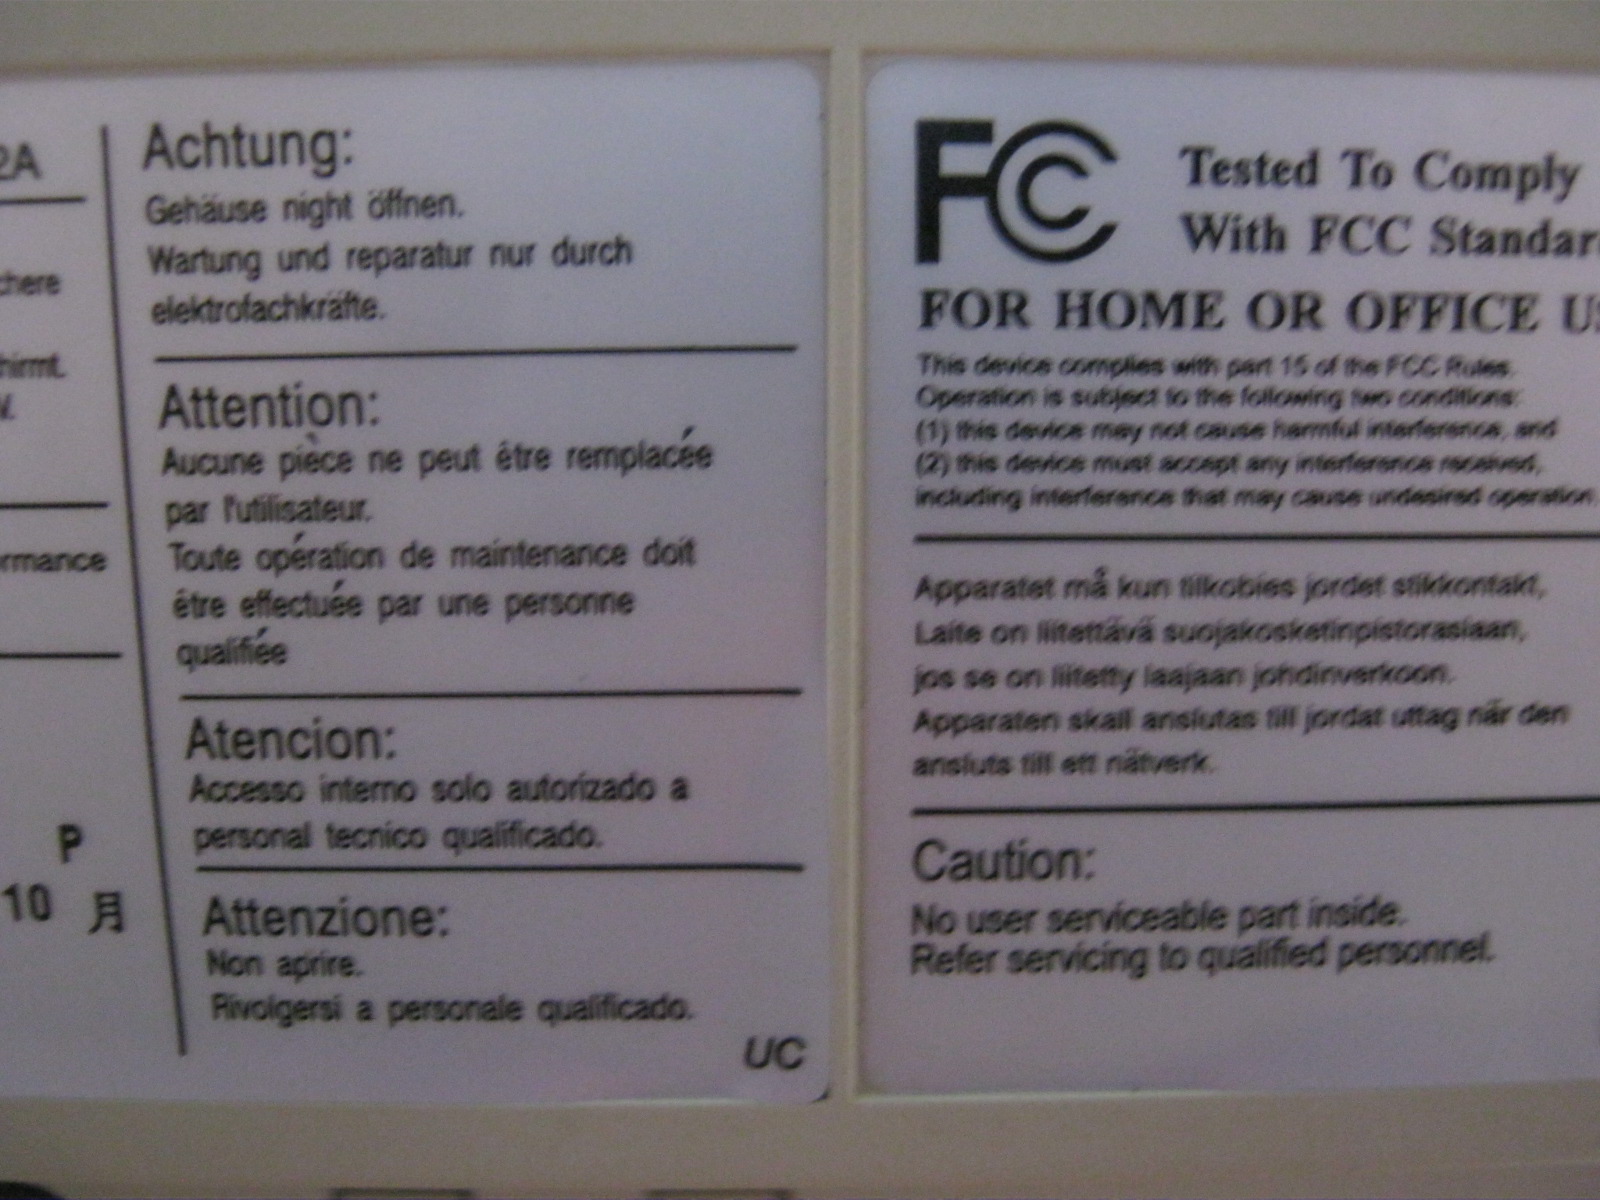 2A
chere
hirmt.
V.
ormance
P
10 月
Achtung:
Gehäuse night öffnen.
Wartung und reparatur nur durch
elektrofachkräfte.
Attention:
Aucune pièce ne peut être remplacée
par l'utilisateur.
Toute opération de maintenance doit
être effectuée par une personne
qualifiée
Atencion:
Accesso interno solo autorizado a
personal tecnico qualificado.
Attenzione:
Non aprire.
Rivolgersi a personale qualificado.
UC
FC
Tested To Comply
With FCC Standar
FOR HOME OR OFFICE US
This device complies with part 15 of the FCC Rules.
Operation is subject to the following two conditions:
(1) this device may not cause harmful interference, and
(2) this device must accept any interference received,
including interference that may cause undesired operation.
Apparatet må kun tilkobles jordet stikkontakt,
Laite on liitettävä suojakosketinpistorasiaan,
jos se on liitetty laajaan johdinverkoon.
Apparaten skall anslutas till jordat uttag när den
ansluts till ett nätverk.
Caution:
No user serviceable part inside.
Refer servicing to qualified personnel.